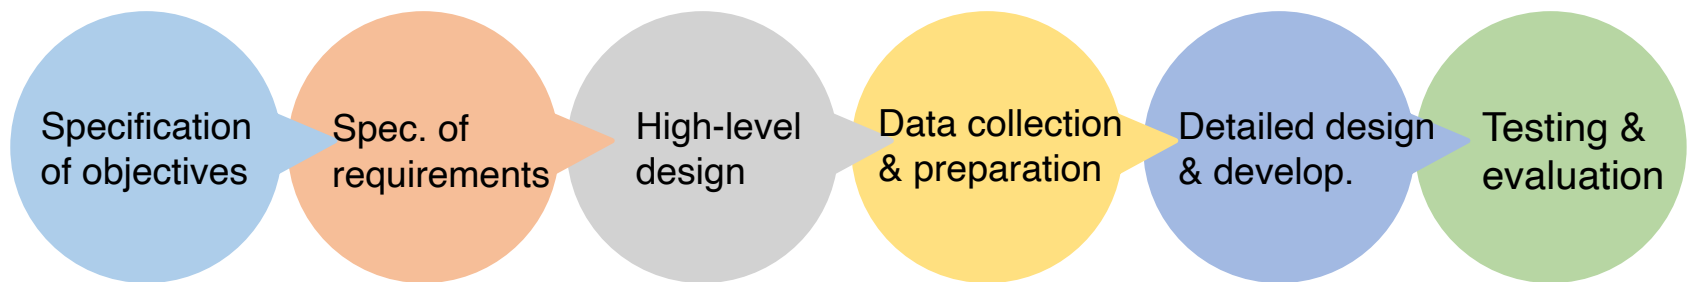 Specification
of objectives
Spec. of
requirements
High-level
design
Data collection
& preparation
Detailed design
& develop.
Testing &
evaluation